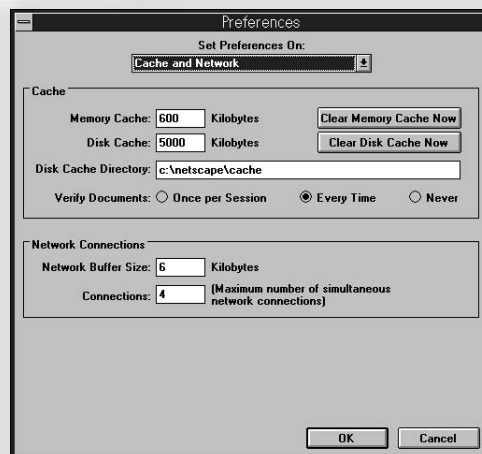 Preferences
Set Preferences On:
Cache and Network
Cache
Memory Cache: 600 Kilobytes Clear Memory Cache Now
Disk Cache: 5000 Kilobytes Clear Disk Cache Now
Disk Cache Directory: c:\netscape\cache
Verify Documents: Once per Session Every Time Never
Network Connections
Network Buffer Size: 6 Kilobytes
Connections: 4 (Maximum number of simultaneous
network connections)
OK Cancel